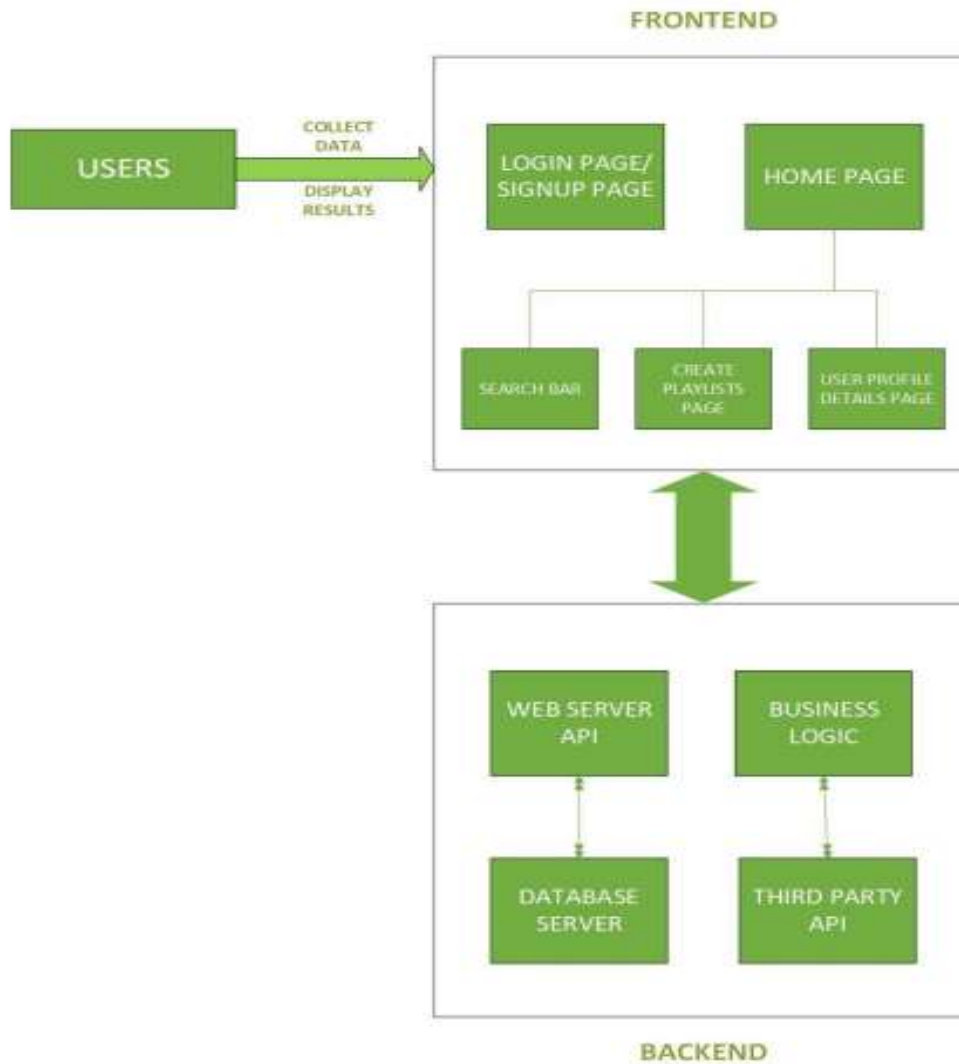 FRONTEND
USERS
COLLECT
DATA
DISPLAY
RESULTS
LOGIN PAGE/
SIGNUP PAGE
HOME PAGE
SEARCH BAR
CREATE
PLAYLISTS
PAGE
USER PROFILE
DETAILS PAGE
WEB SERVER
API
BUSINESS
LOGIC
DATABASE
SERVER
THIRD PARTY
API
BACKEND